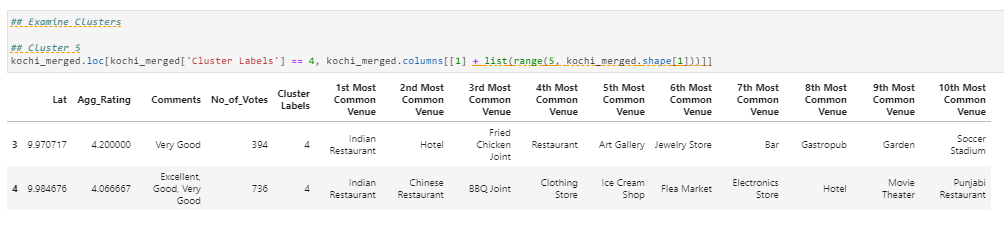 ## Examine Clusters
## Cluster 5
kochi_merged.loc[kochi_merged['Cluster Labels'] == 4, kochi_merged.columns[[1] + list(range(5, kochi_merged.shape[1]))]]
Lat Agg_Rating Comments No_of_Votes Cluster Labels 1st Most Common Venue 2nd Most Common Venue 3rd Most Common Venue 4th Most Common Venue 5th Most Common Venue 6th Most Common Venue 7th Most Common Venue 8th Most Common Venue 9th Most Common Venue 10th Most Common Venue
3 9.970717 4.200000 Very Good 394 4 Indian Restaurant Hotel Fried Chicken Joint Restaurant Art Gallery Jewelry Store Bar Gastropub Garden Soccer Stadium
4 9.984676 4.066667 Excellent, Good, Very Good 736 4 Indian Restaurant Chinese Restaurant BBQ Joint Clothing Store Ice Cream Shop Flea Market Electronics Store Hotel Movie Theater Punjabi Restaurant